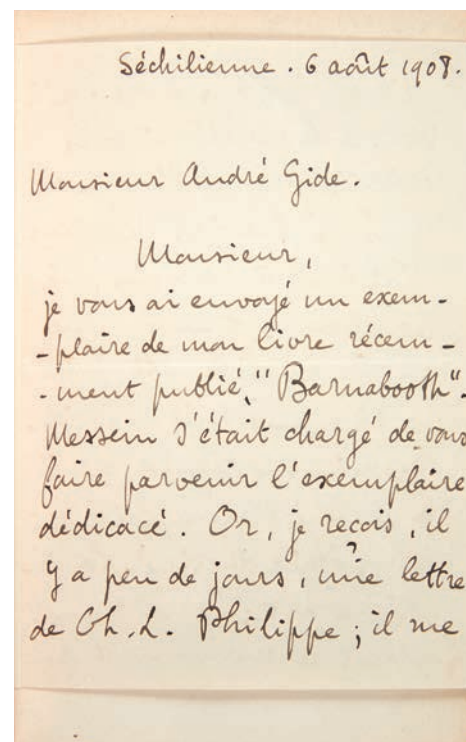 Séchilienne. 6 août 1908.
Monsieur André Gide.
Monsieur,
je vous ai envoyé un exem-
-plaire de mon livre récem-
-ment publié, "Barnabooth".
Messein s'était chargé de vous
faire parvenir l'exemplaire
dédicacé. Or, je recois, il
y a peu de jours, une lettre
de Ch. L. Philippe ; il me